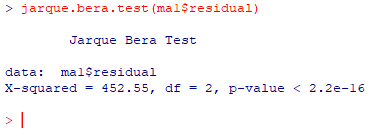 > jarque.bera.test(ma1$residual)
Jarque Bera Test
data:  ma1$residual
X-squared = 452.55, df = 2, p-value < 2.2e-16
> |